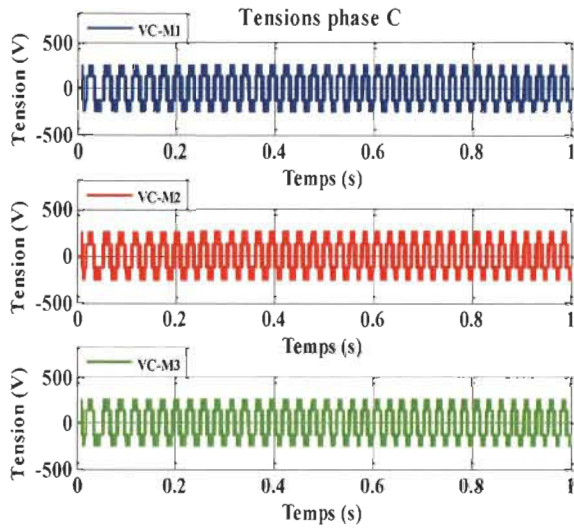 Tensions phase C
VC-M1
Tension (V)
500
0
-500
0 0.2 0.4 0.6 0.8 1
Temps (s)
VC-M2
Tension (V)
500
0
-500
0 0.2 0.4 0.6 0.8 1
Temps (s)
VC-M3
Tension (V)
500
0
-500
0 0.2 0.4 0.6 0.8 1
Temps (s)